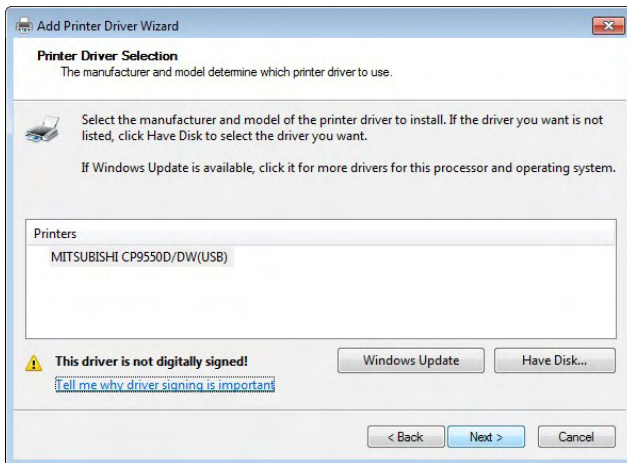 Add Printer Driver Wizard
Printer Driver Selection
The manufacturer and model determine which printer driver to use.
Select the manufacturer and model of the printer driver to install. If the driver you want is not
listed, click Have Disk to select the driver you want.
If Windows Update is available, click it for more drivers for this processor and operating system.
Printers
MITSUBISHI CP9550D/DW(USB)
This driver is not digitally signed!
Windows Update
Have Disk...
Tell me why driver signing is important
< Back
Next >
Cancel